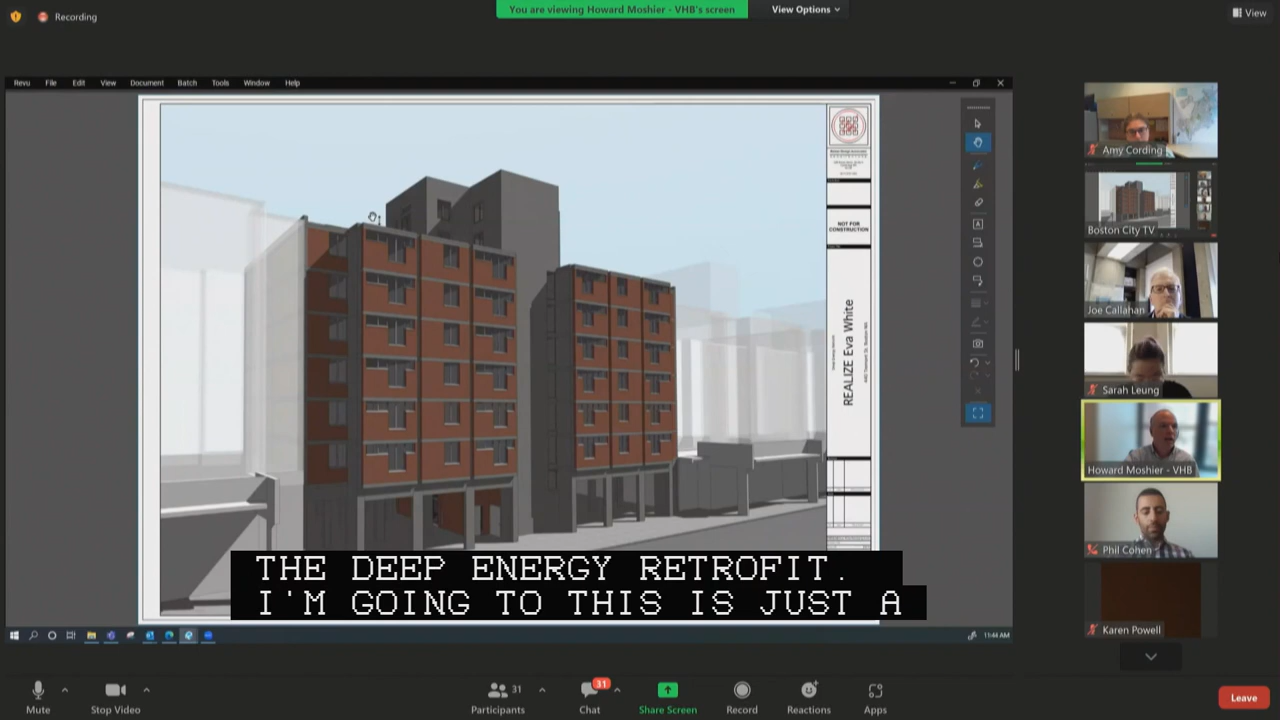 Recording
You are viewing Howard Moshier - VHB's screen
View Options
View
Revu File Edit View Document Batch Tools Window Help
NOT FOR
CONSTRUCTION
REALIZE Eva White
Amy Cording
Boston City TV
Joe Callahan
Sarah Leung
Howard Moshier - VHB
Phil Cohen
Karen Powell
THE DEEP ENERGY RETROFIT.
I'M GOING TO THIS IS JUST A
11:44 AM
Mute
Stop Video
Participants
31
Chat
31
Share Screen
Record
Reactions
Apps
Leave